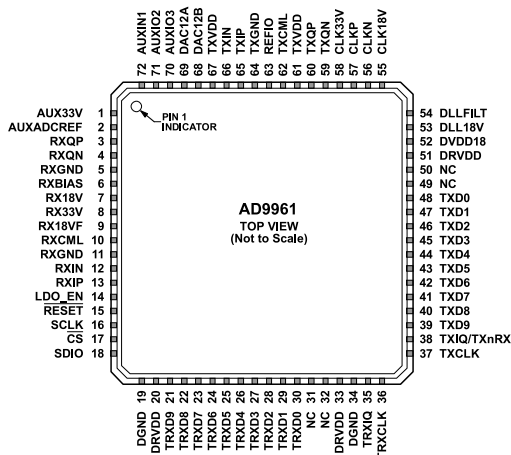 72 AUXIN1
71 AUXIO2
70 AUXIO3
69 DAC12A
68 DAC12B
67 TXVDD
66 TXIN
65 TXIP
64 TXGND
63 REFIO
62 TXCML
61 TXVDD
60 TXQP
59 TXQN
58 CLK33V
57 CLKP
56 CLKN
55 CLK18V
AUX33V 1
AUXADCREF 2
RXQP 3
RXQN 4
RXGND 5
RXBIAS 6
RX18V 7
RX33V 8
RX18VF 9
RXCML 10
RXGND 11
RXIN 12
RXIP 13
LDO_EN 14
RESET 15
SCLK 16
CS 17
SDIO 18
PIN 1
INDICATOR
AD9961
TOP VIEW
(Not to Scale)
54 DLLFILT
53 DLL18V
52 DVDD18
51 DRVDD
50 NC
49 NC
48 TXD0
47 TXD1
46 TXD2
45 TXD3
44 TXD4
43 TXD5
42 TXD6
41 TXD7
40 TXD8
39 TXD9
38 TXIQ/TXnRX
37 TXCLK
DGND 19
DRVDD 20
TRXD9 21
TRXD8 22
TRXD7 23
TRXD6 24
TRXD5 25
TRXD4 26
TRXD3 27
TRXD2 28
TRXD1 29
TRXD0 30
NC 31
NC 32
DRVDD 33
DGND 34
TRXIQ 35
TRXCLK 36